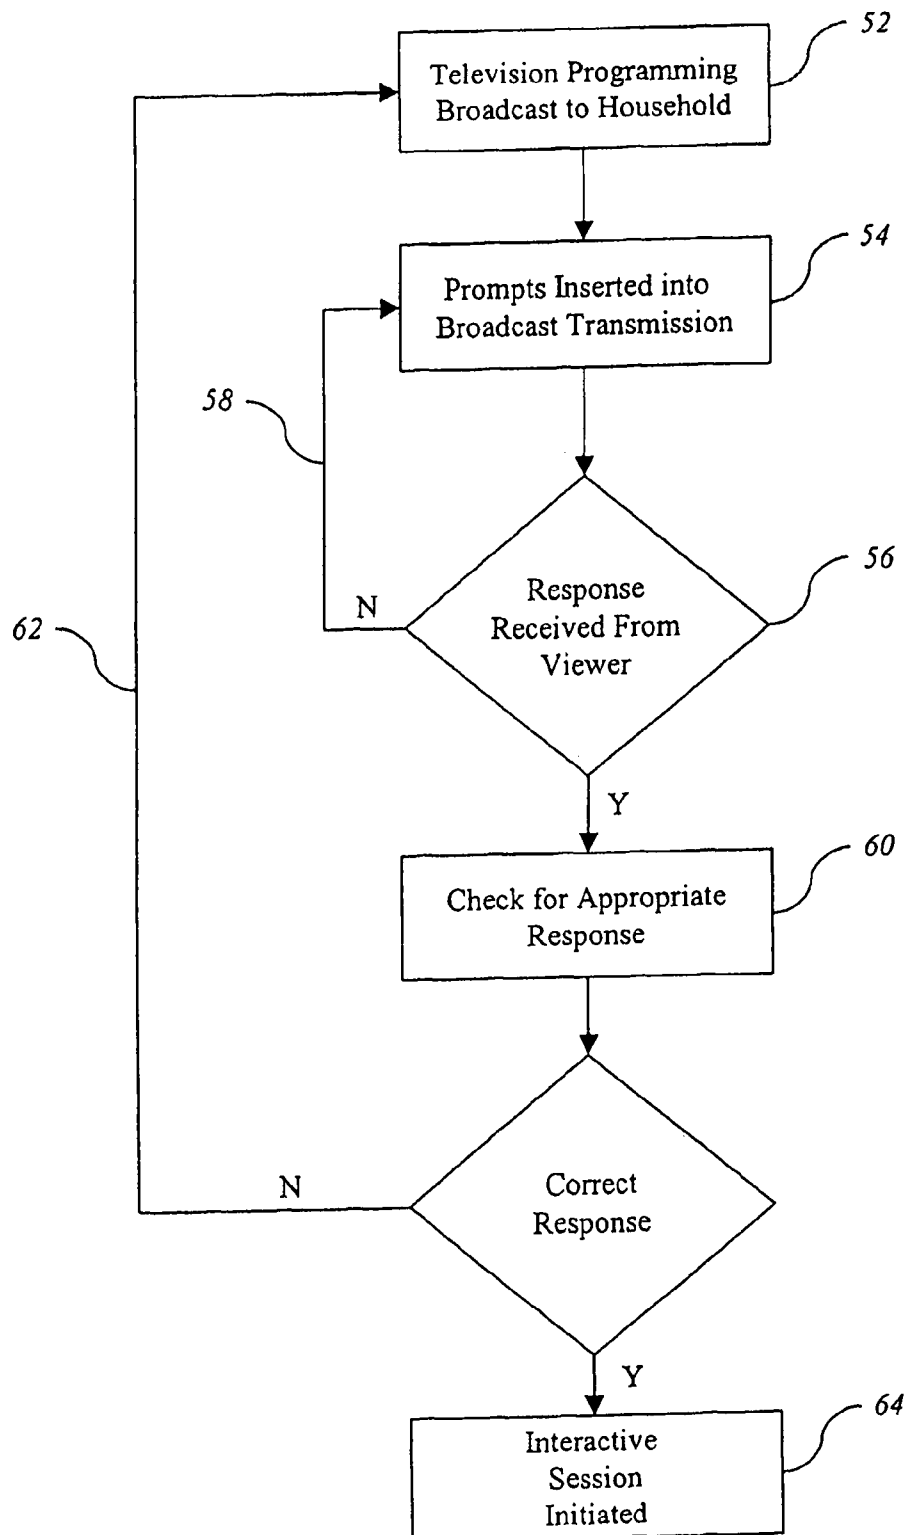 52
Television Programming
Broadcast to Household
54
Prompts Inserted into
Broadcast Transmission
58
56
Response
Received From
Viewer
N
62
Y
60
Check for Appropriate
Response
N
Correct
Response
Y
64
Interactive
Session
Initiated